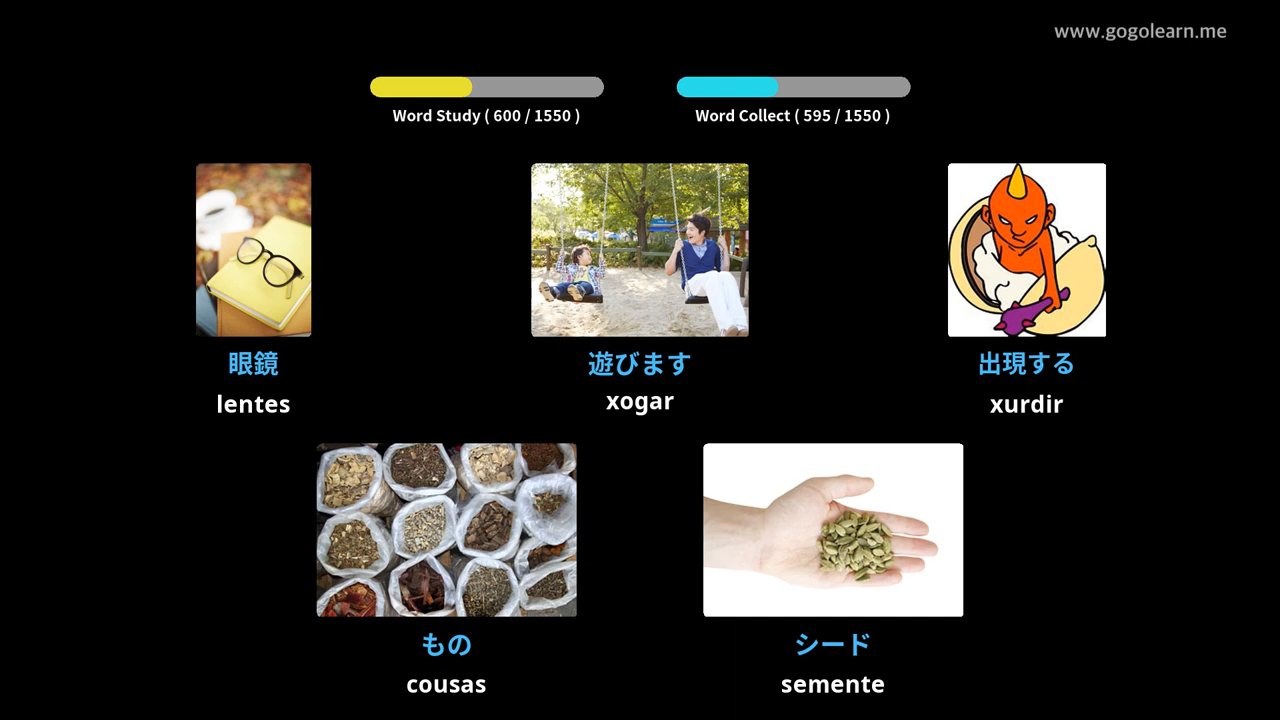 www.gogolearn.me
Word Study ( 600 / 1550 )
Word Collect ( 595 / 1550 )
眼鏡
遊びます
出現する
lentes
xogar
xurdir
もの
シード
cousas
semente